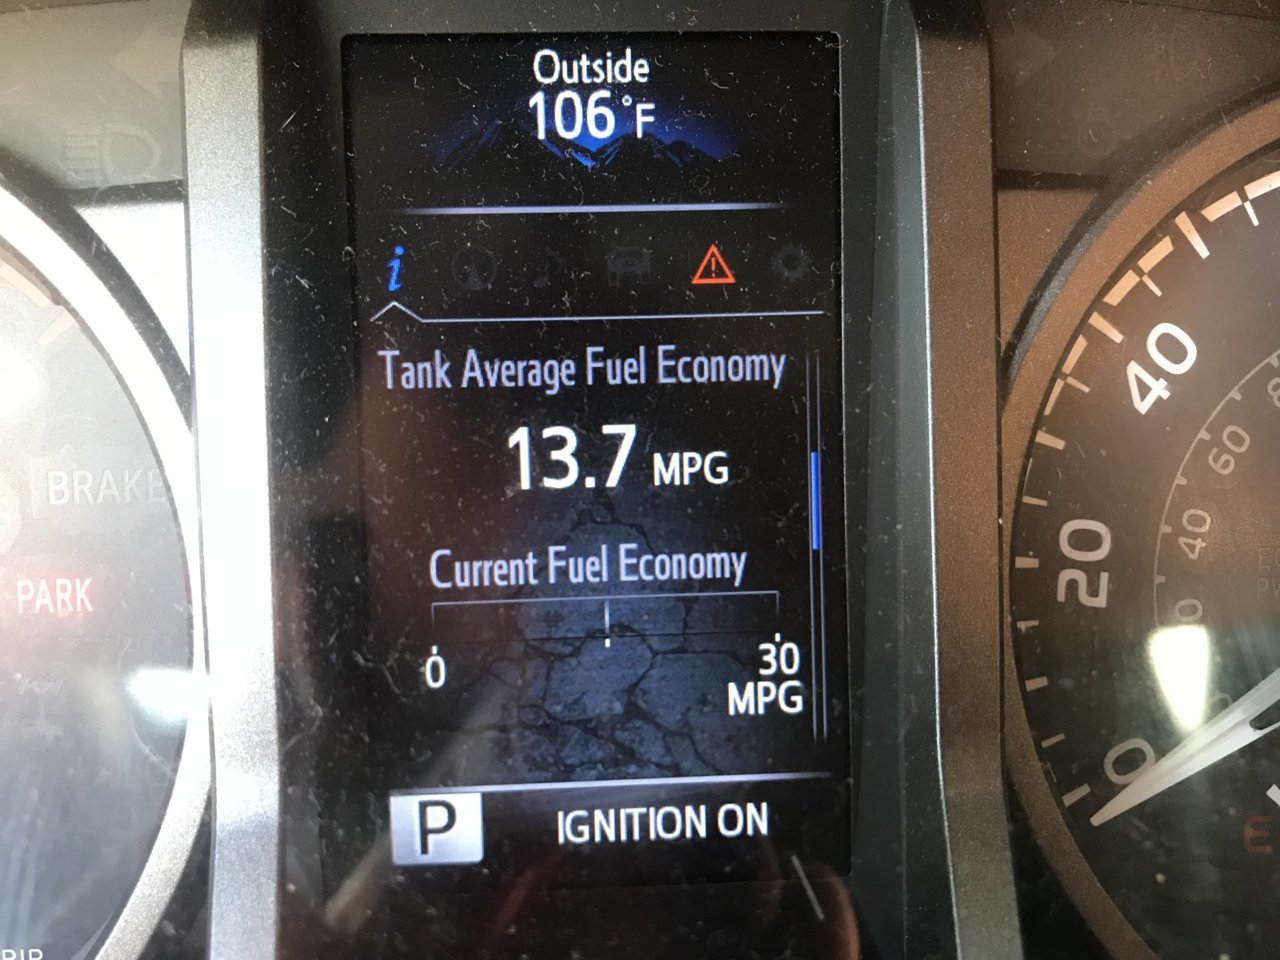 Outside
106°F
i
Tank Average Fuel Economy
13.7 MPG
Current Fuel Economy
0 30
MPG
P IGNITION ON
BRAKE
PARK
40
20
0
60
40